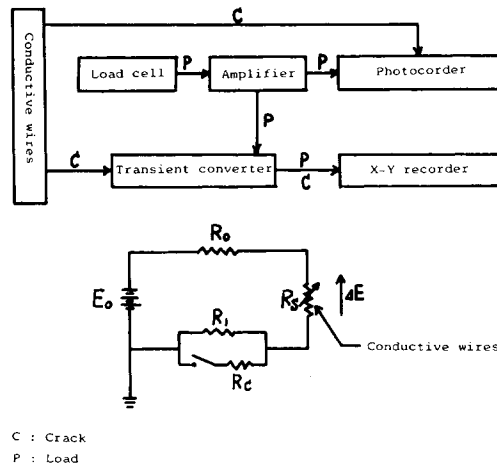 C
Conductive wires
Load cell
P
Amplifier
P
Photocorder
P
C
Transient converter
P
C
X-Y recorder
R₀
E₀
Rs
ΔE
R₁
Rc
Conductive wires
C : Crack
P : Load